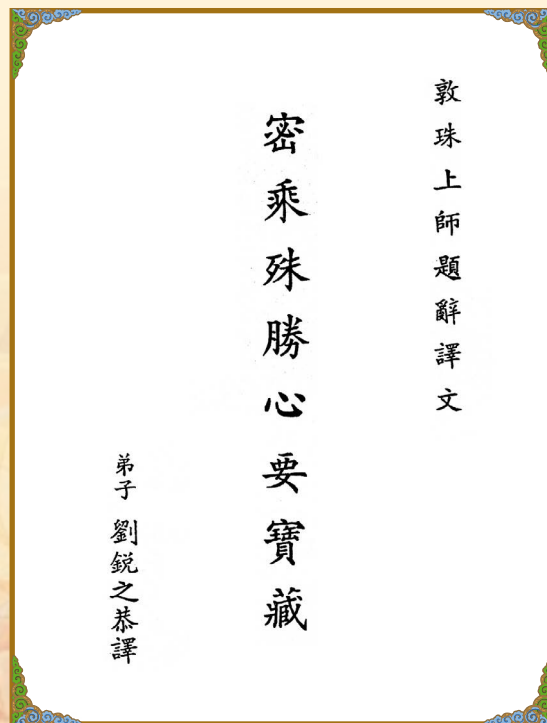 敦珠上師題辭譯文
密乘殊勝心要寶藏
弟子 劉銳之恭譯